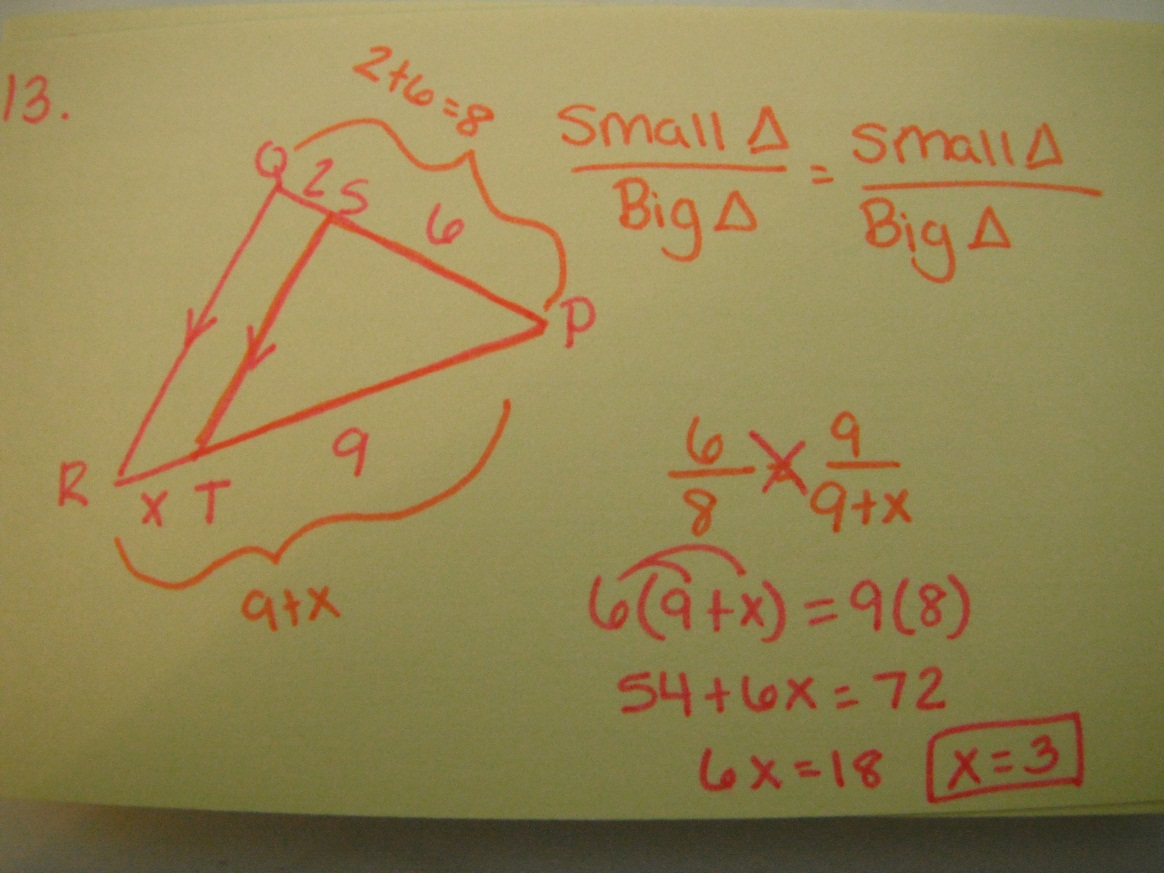 13.
2+6=8
Q 2 S
6
P
R X T
9
9+x
Small Δ / Big Δ = Small Δ / Big Δ
6/8 X 9/9+x
6(9+x)=9(8)
54+6x=72
6x=18 x=3